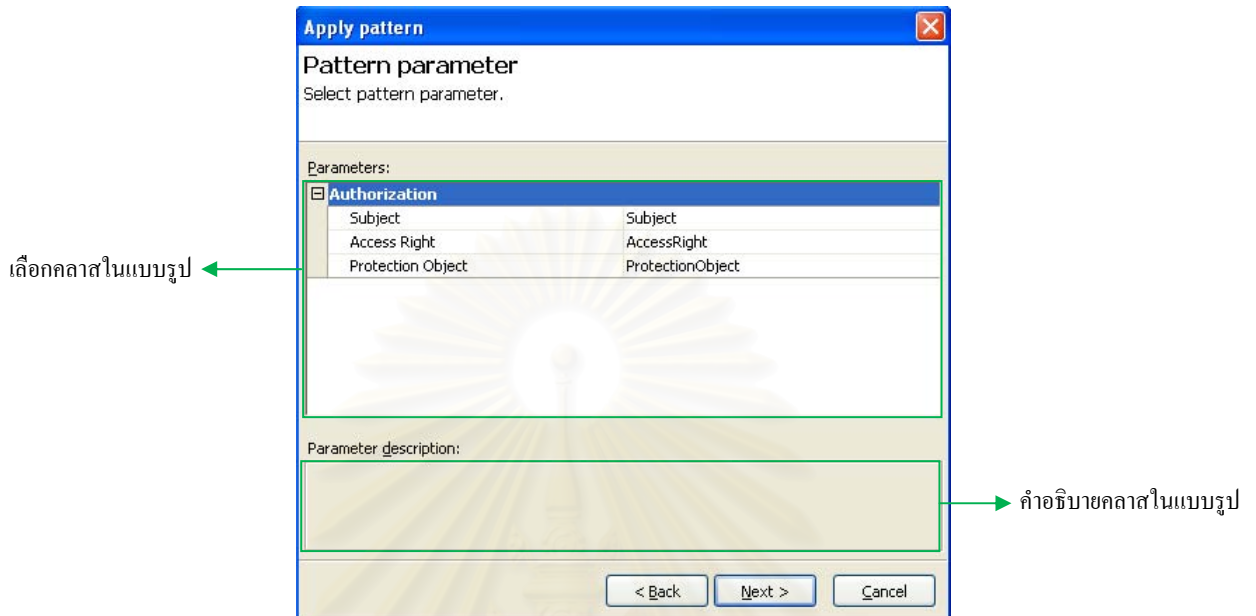 Apply pattern
Pattern parameter
Select pattern parameter.
Parameters:
Authorization
Subject Subject
Access Right AccessRight
Protection Object ProtectionObject
เลือกคลาสในแบบรูป
Parameter description:
คำอธิบายคลาสในแบบรูป
< Back Next > Cancel